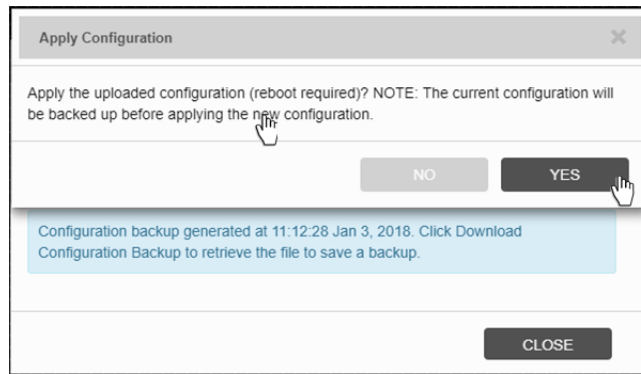 Apply Configuration
Apply the uploaded configuration (reboot required)? NOTE: The current configuration will
be backed up before applying the new configuration.
NO
YES
Configuration backup generated at 11:12:28 Jan 3, 2018. Click Download
Configuration Backup to retrieve the file to save a backup.
CLOSE